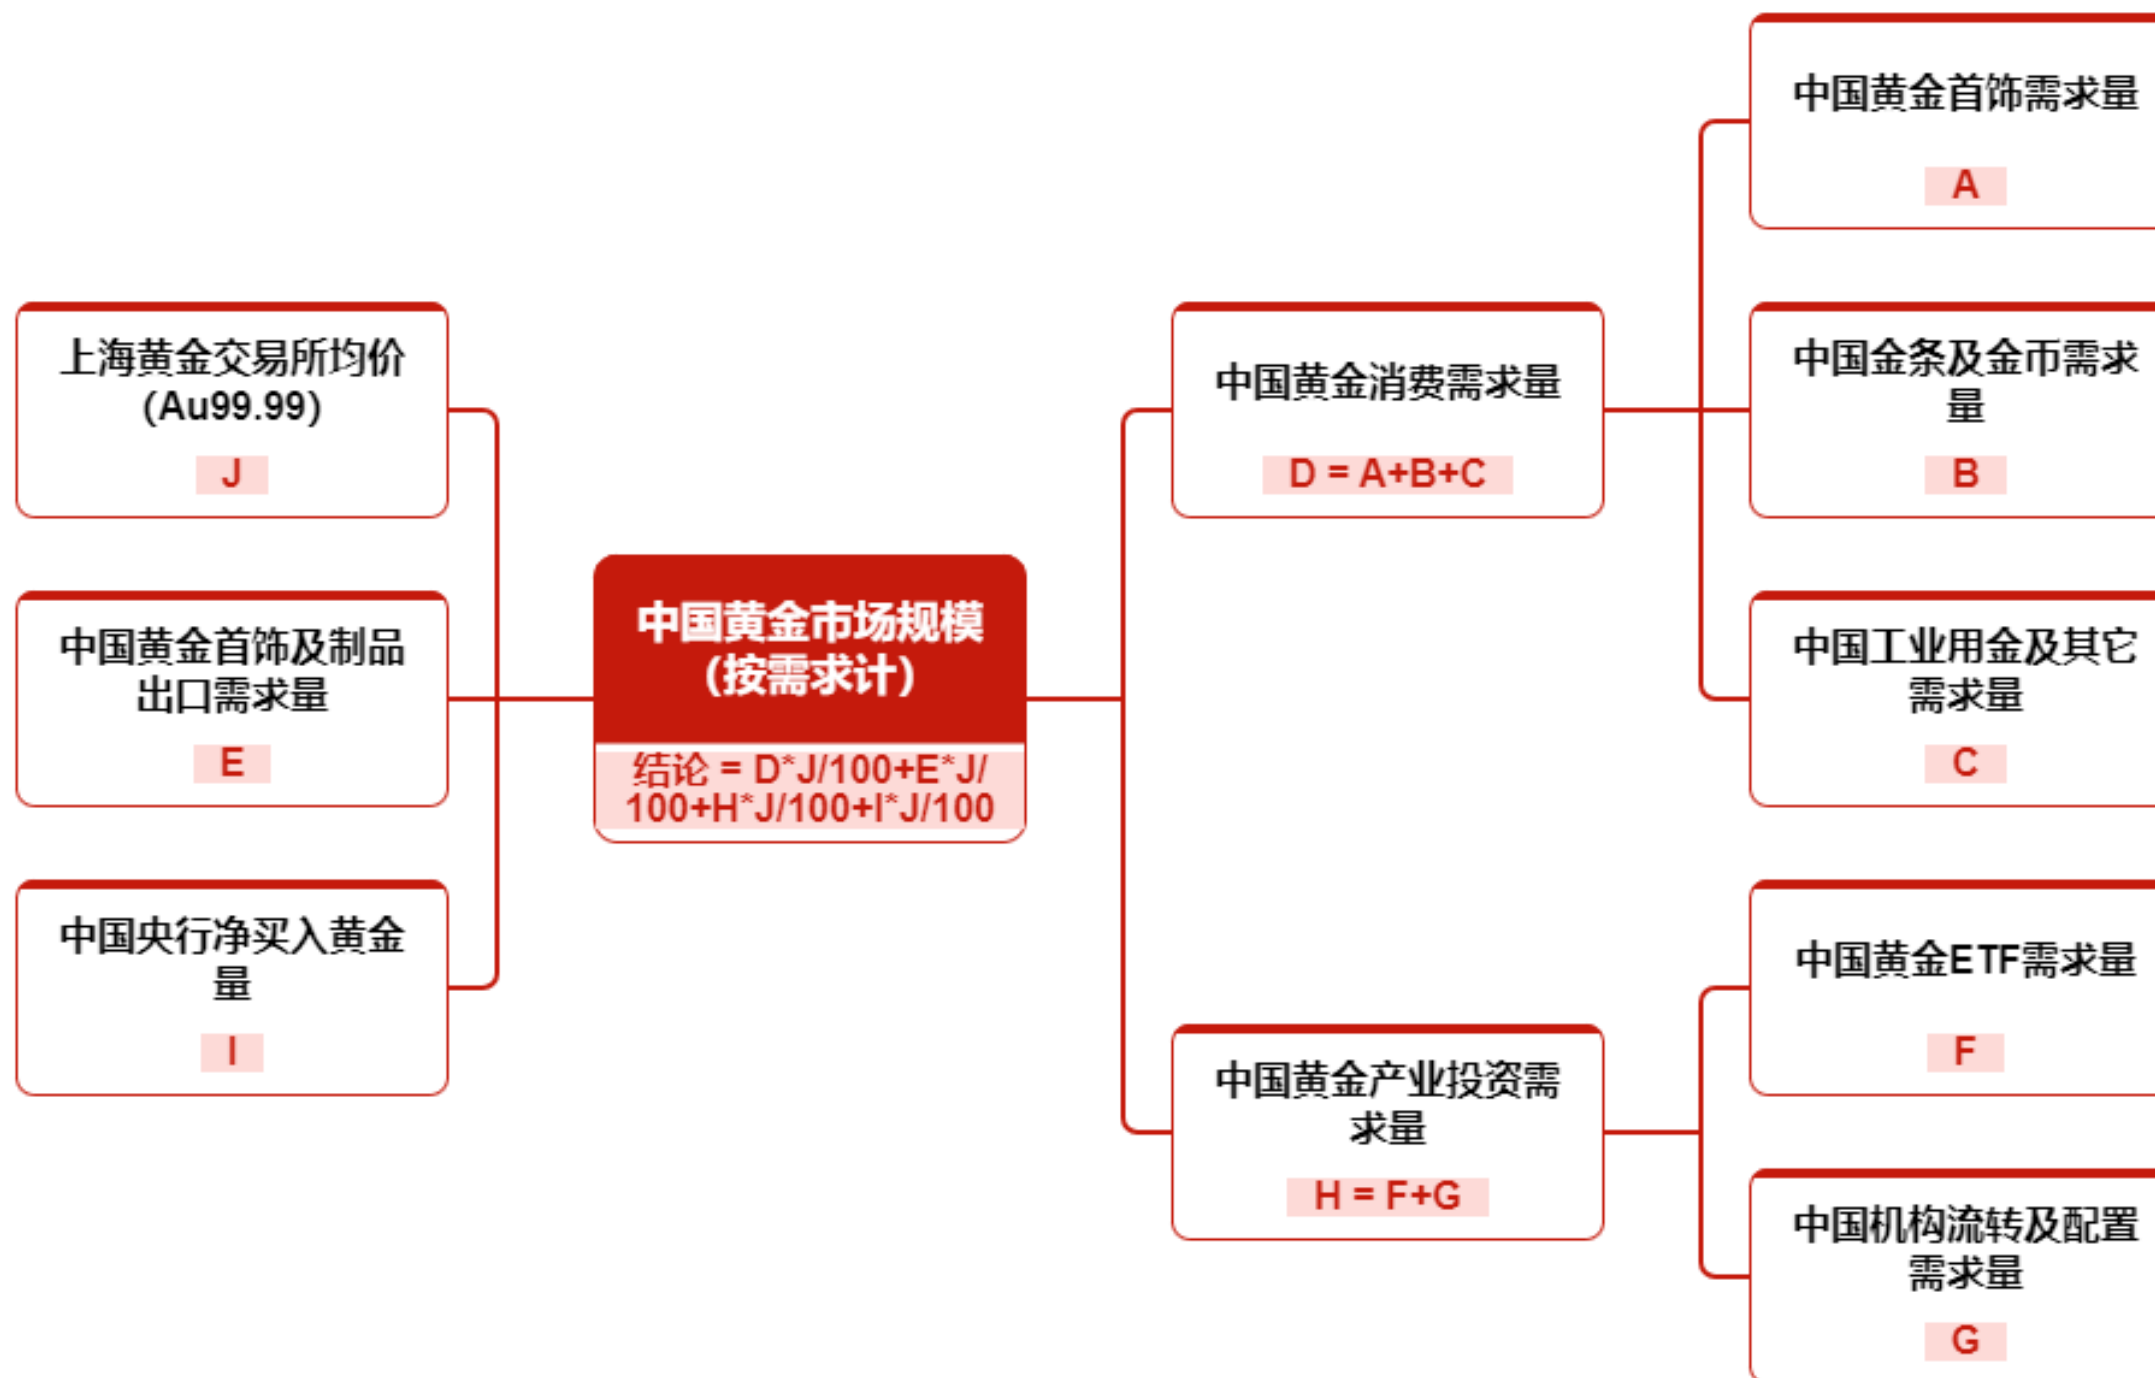 上海黄金交易所均价
（Au99.99）
J
中国黄金首饰及制品
出口需求量
E
中国央行净买入黄金
量
I
中国黄金市场规模
（按需求计）
结论 = D*J/100+E*J/
100+H*J/100+I*J/100
中国黄金消费需求量
D = A+B+C
中国黄金产业投资需
求量
H = F+G
中国黄金首饰需求量
A
中国金条及金币需求
量
B
中国工业用金及其它
需求量
C
中国黄金ETF需求量
F
中国机构流转及配置
需求量
G